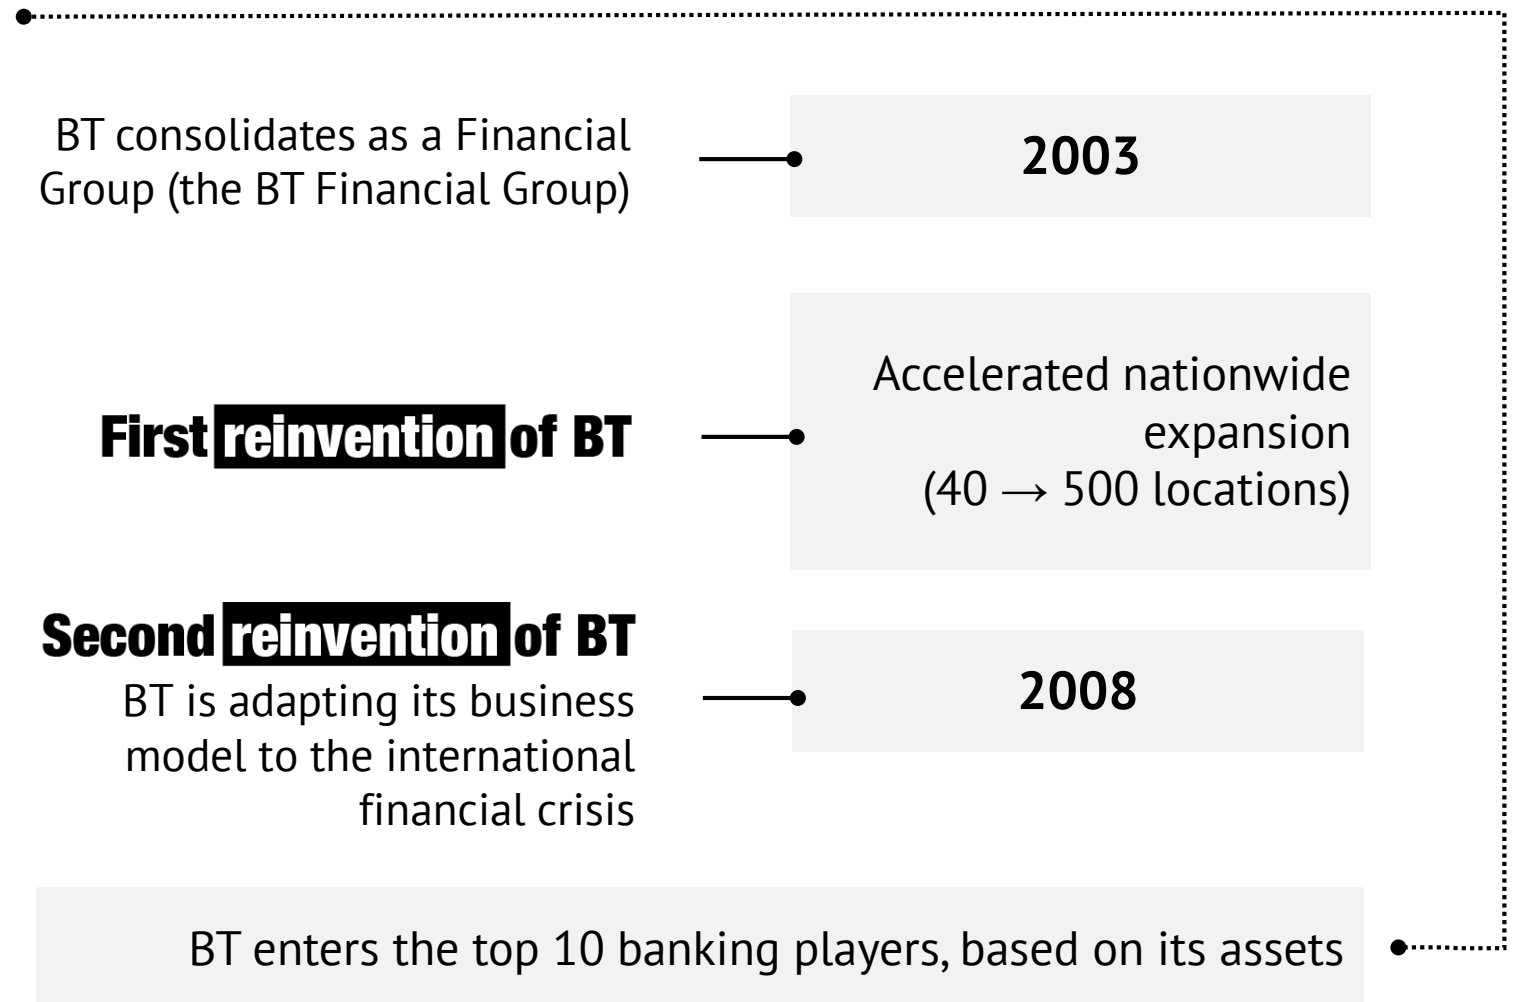 BT consolidates as a Financial
Group (the BT Financial Group)
2003
First reinvention of BT
Accelerated nationwide
expansion
(40 → 500 locations)
Second reinvention of BT
BT is adapting its business
model to the international
financial crisis
2008
BT enters the top 10 banking players, based on its assets